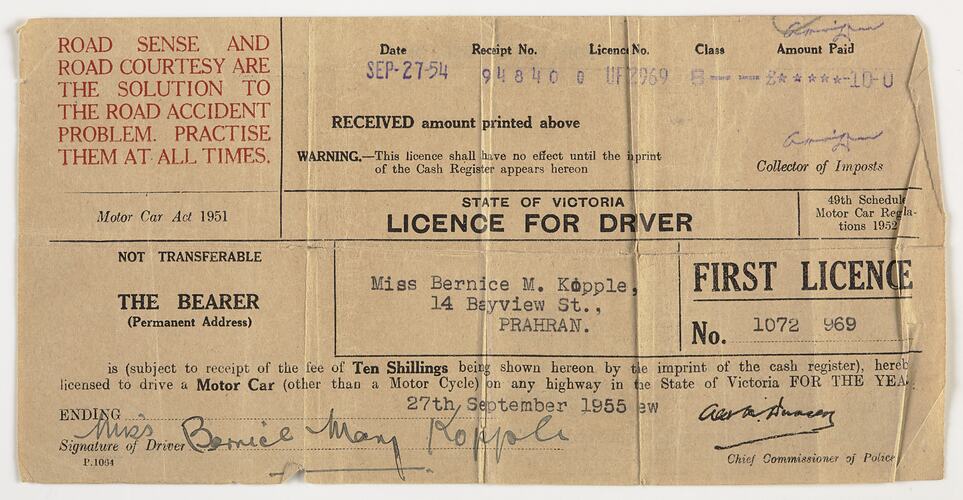 ROAD SENSE AND
ROAD COURTESY ARE
THE SOLUTION TO
THE ROAD ACCIDENT
PROBLEM. PRACTISE
THEM AT ALL TIMES.
Date Receipt No. Licence No. Class Amount Paid
SEP-27-54 94840 0 969 £*****-10-0
RECEIVED amount printed above
WARNING.—This licence shall have no effect until the imprint
of the Cash Register appears hereon
Collector of Imposts
Motor Car Act 1951
STATE OF VICTORIA
LICENCE FOR DRIVER
49th Schedule
Motor Car Regula-
tions 1952
NOT TRANSFERABLE
THE BEARER
(Permanent Address)
Miss Bernice M. Kopple,
14 Bayview St.,
PRAHRAN.
FIRST LICENCE
No. 1072 969
is (subject to receipt of the fee of Ten Shillings being shown hereon by the imprint of the cash register), hereb
licensed to drive a Motor Car (other than a Motor Cycle) on any highway in the State of Victoria FOR THE YEA
ENDING 27th September 1955 ew
Signature of Driver Miss Bernice Mary Kopple
P.1064
Chief Commissioner of Police